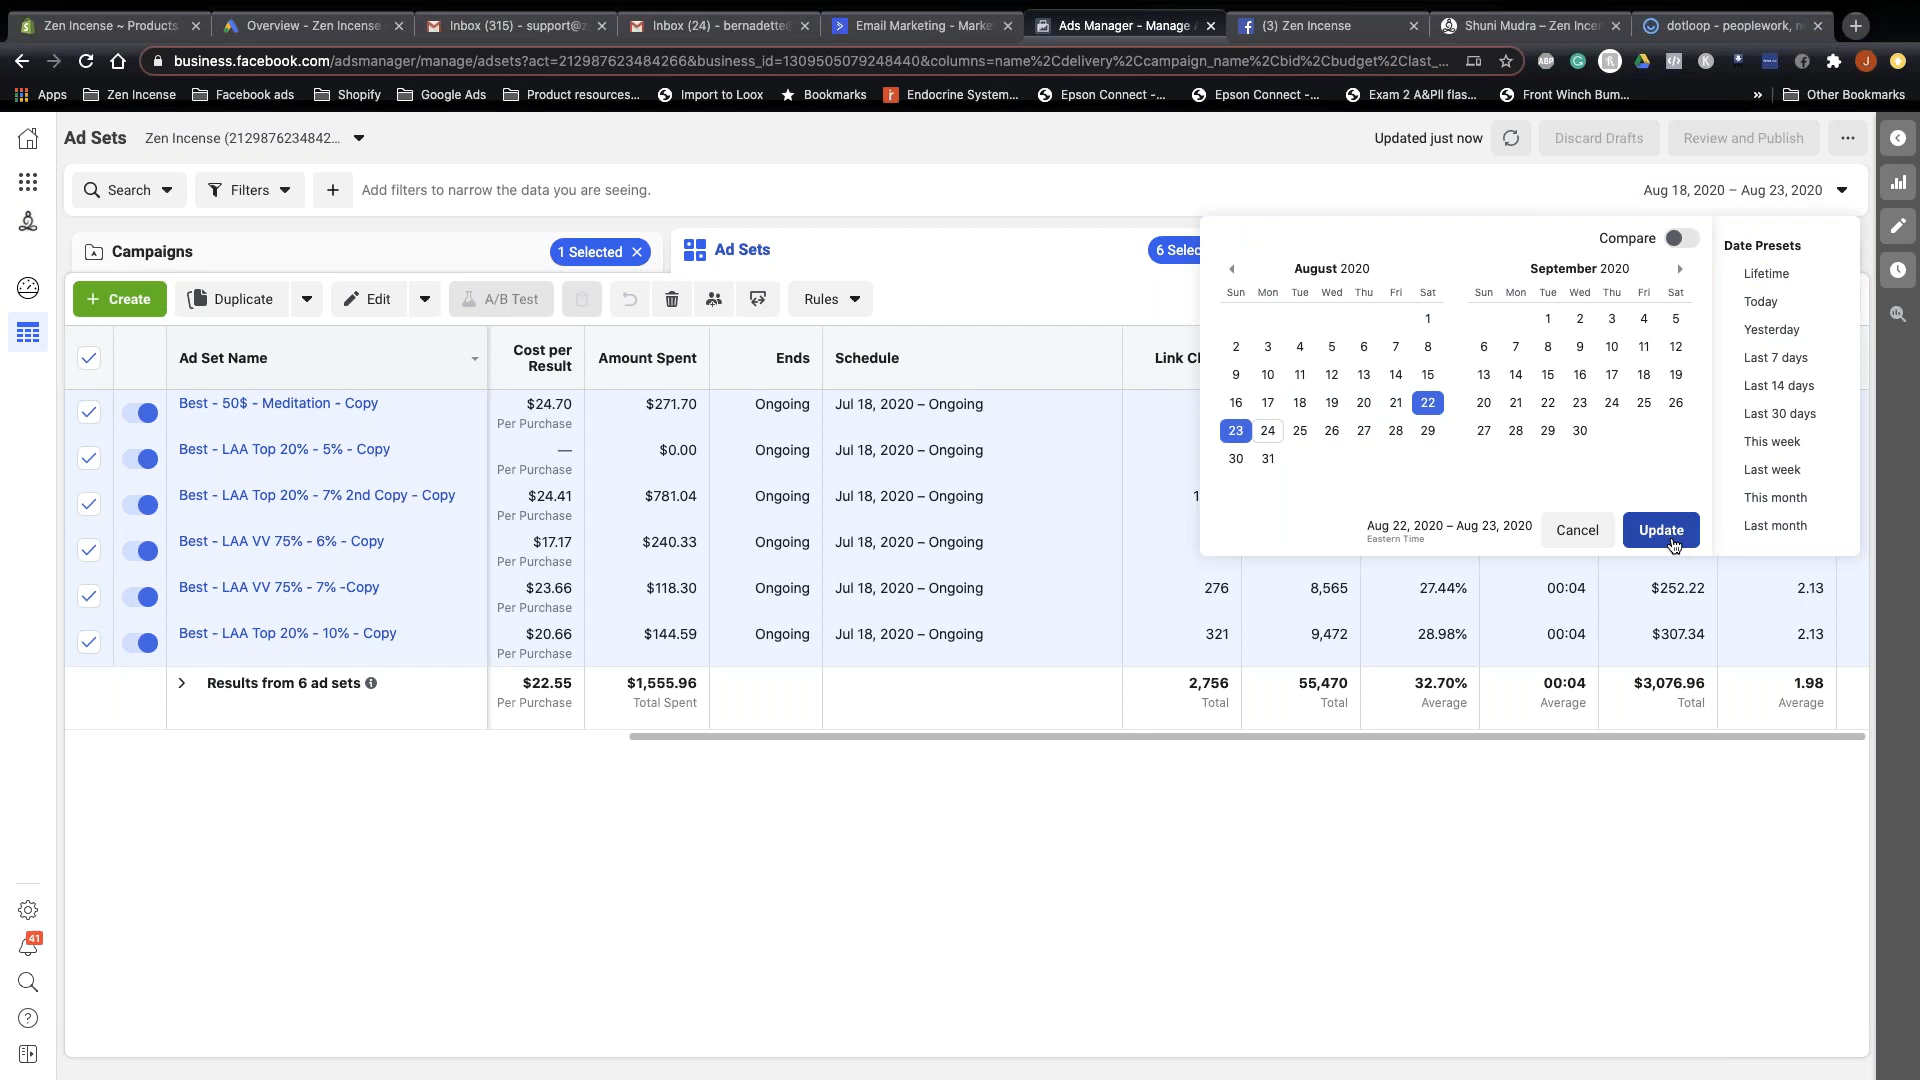 Zen Incense ~ Products
Overview - Zen Incense
Inbox (315) - support@z
Inbox (24) - bernadette
Email Marketing - Marke
Ads Manager - Manage
(3) Zen Incense
Shuni Mudra – Zen Incen
dotloop - peoplework, n
business.facebook.com/adsmanager/manage/adsets?act=212987623484266&business_id=1309505079248440&columns=name%2Cdelivery%2Ccampaign_name%2Cbid%2Cbudget%2Clast_...
ABP
J
Apps
Zen Incense
Facebook ads
Shopify
Google Ads
Product resources...
Import to Loox
Bookmarks
Endocrine System...
Epson Connect -...
Epson Connect -...
Exam 2 A&PII flas...
Front Winch Bum...
»
Other Bookmarks
Ad Sets
Zen Incense (2129876234842...
Updated just now
Discard Drafts
Review and Publish
Search
Filters
Add filters to narrow the data you are seeing.
Aug 18, 2020 – Aug 23, 2020
Campaigns
1 Selected
Ad Sets
6 Selec
+ Create
Duplicate
Edit
A/B Test
Rules
Ad Set Name
Cost per Result
Amount Spent
Ends
Schedule
Link Cl
Best - 50$ - Meditation - Copy
$24.70
Per Purchase
$271.70
Ongoing
Jul 18, 2020 – Ongoing
Best - LAA Top 20% - 5% - Copy
—
Per Purchase
$0.00
Ongoing
Jul 18, 2020 – Ongoing
Best - LAA Top 20% - 7% 2nd Copy - Copy
$24.41
Per Purchase
$781.04
Ongoing
Jul 18, 2020 – Ongoing
1
Best - LAA VV 75% - 6% - Copy
$17.17
Per Purchase
$240.33
Ongoing
Jul 18, 2020 – Ongoing
Best - LAA VV 75% - 7% -Copy
$23.66
Per Purchase
$118.30
Ongoing
Jul 18, 2020 – Ongoing
276
8,565
27.44%
00:04
$252.22
2.13
Best - LAA Top 20% - 10% - Copy
$20.66
Per Purchase
$144.59
Ongoing
Jul 18, 2020 – Ongoing
321
9,472
28.98%
00:04
$307.34
2.13
Results from 6 ad sets
$22.55
Per Purchase
$1,555.96
Total Spent
2,756
Total
55,470
Total
32.70%
Average
00:04
Average
$3,076.96
Total
1.98
Average
Compare
August 2020
Sun Mon Tue Wed Thu Fri Sat
1
2 3 4 5 6 7 8
9 10 11 12 13 14 15
16 17 18 19 20 21 22
23 24 25 26 27 28 29
30 31
September 2020
Sun Mon Tue Wed Thu Fri Sat
1 2 3 4 5
6 7 8 9 10 11 12
13 14 15 16 17 18 19
20 21 22 23 24 25 26
27 28 29 30
Aug 22, 2020 – Aug 23, 2020
Eastern Time
Cancel
Update
Date Presets
Lifetime
Today
Yesterday
Last 7 days
Last 14 days
Last 30 days
This week
Last week
This month
Last month
41